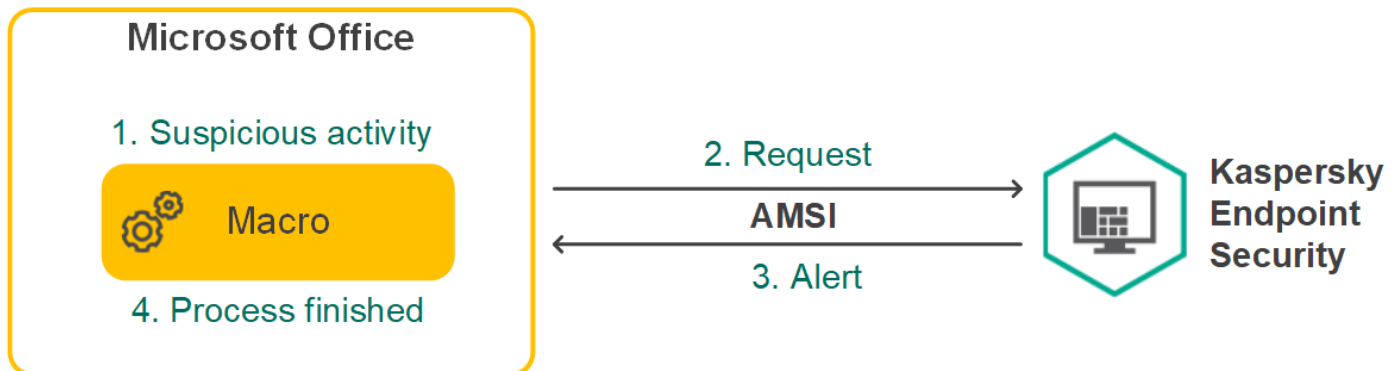 Microsoft Office
1. Suspicious activity
Macro
4. Process finished
2. Request
AMSI
3. Alert
Kaspersky
Endpoint
Security